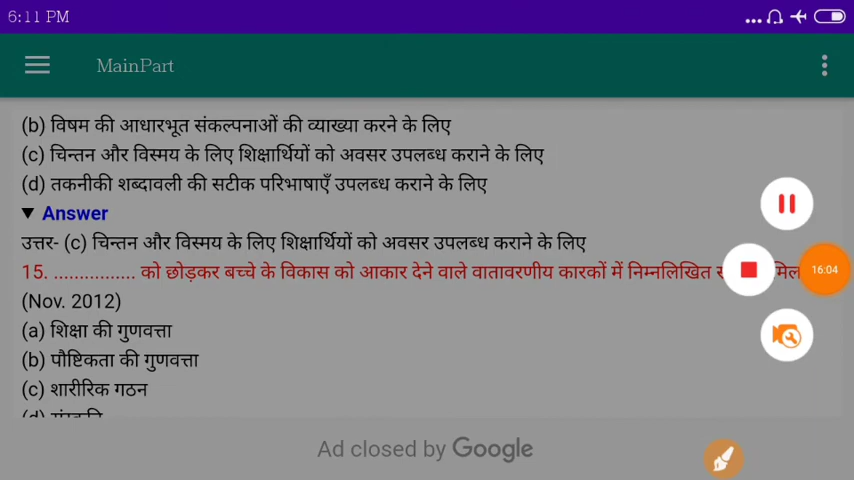 6:11 PM
MainPart
(b) विषम की आधारभूत संकल्पनाओं की व्याख्या करने के लिए
(c) चिन्तन और विस्मय के लिए शिक्षार्थियों को अवसर उपलब्ध कराने के लिए
(d) तकनीकी शब्दावली की सटीक परिभाषाएँ उपलब्ध कराने के लिए
▼ Answer
उत्तर- (c) चिन्तन और विस्मय के लिए शिक्षार्थियों को अवसर उपलब्ध कराने के लिए
15. ................ को छोड़कर बच्चे के विकास को आकार देने वाले वातावरणीय कारकों में निम्नलिखित
16:04
(Nov. 2012)
(a) शिक्षा की गुणवत्ता
(b) पौष्टिकता की गुणवत्ता
(c) शारीरिक गठन
(d) संस्कृति
Ad closed by Google